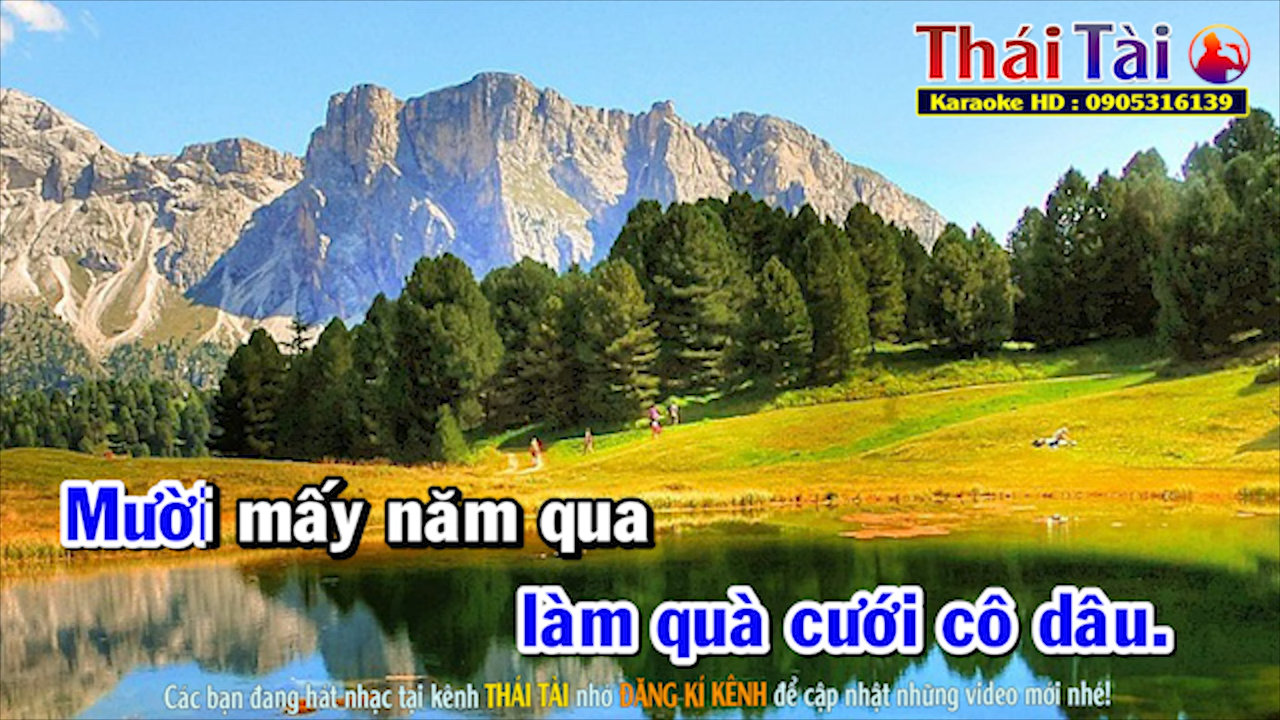 Thái Tài
Karaoke HD : 0905316139
Mười mấy năm qua
làm quà cưới cô dâu.
Các bạn đang hát nhạc tại kênh THÁI TÀI nhớ ĐĂNG KÍ KÊNH để cập nhật những video mới nhé!